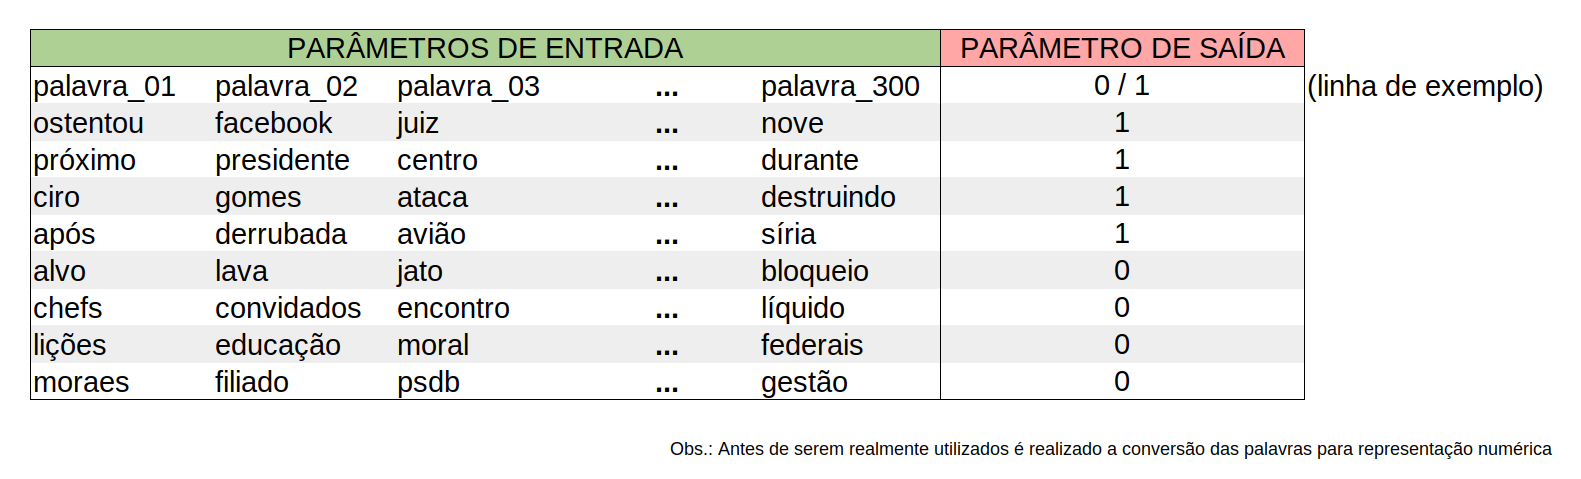 PARÂMETROS DE ENTRADA PARÂMETRO DE SAÍDA
palavra_01 palavra_02 palavra_03 ... palavra_300 0 / 1 (linha de exemplo)
ostentou facebook juiz ... nove 1
próximo presidente centro ... durante 1
ciro gomes ataca ... destruindo 1
após derrubada avião ... síria 1
alvo lava jato ... bloqueio 0
chefs convidados encontro ... líquido 0
lições educação moral ... federais 0
moraes filiado psdb ... gestão 0
Obs.: Antes de serem realmente utilizados é realizado a conversão das palavras para representação numérica